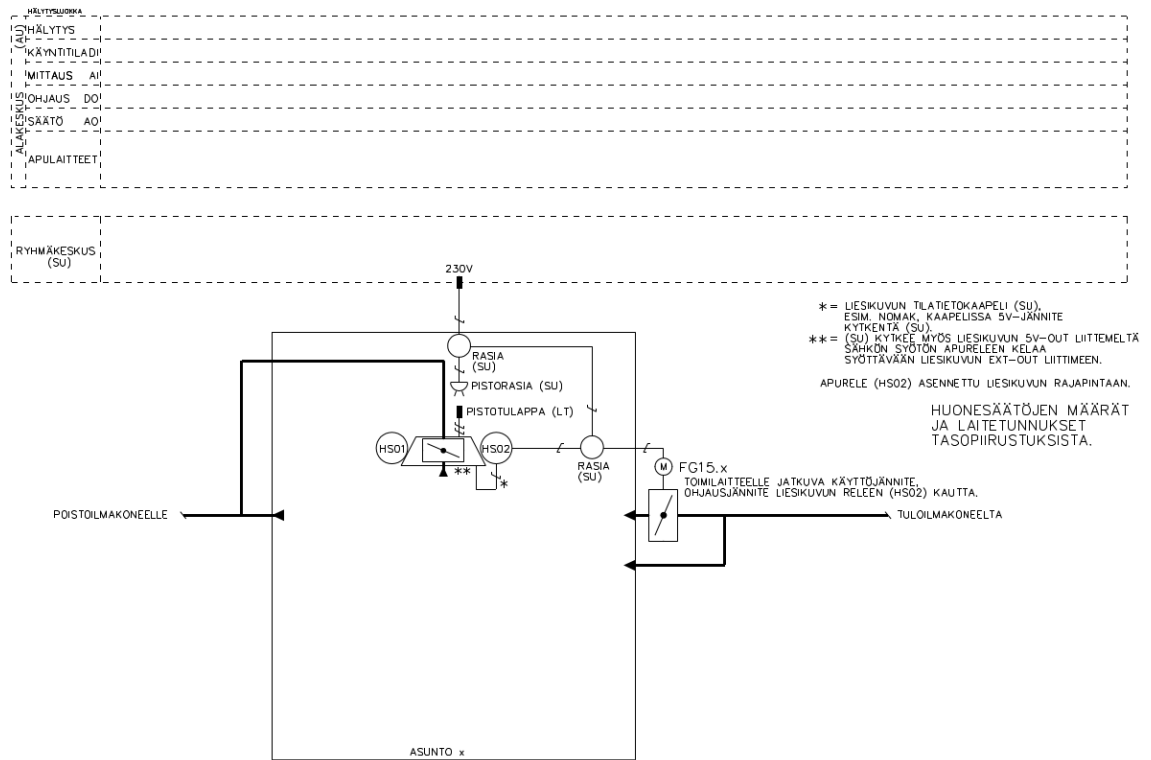 HÄLYTYSLUOKKA
ALAKESKUS (AU)
HÄLYTYS
KÄYNTITILADI
MITTAUS AI
OHJAUS DO
SÄÄTÖ AO
APULAITTEET
RYHMÄKESKUS
(SU)
230V
* = LIESIKUVUN TILATIETOKAAPELI (SU),
ESIM. NOMAK, KAAPELISSA 5V-JÄNNITE
KYTKENTÄ (SU).
** = (SU) KYTKEE MYÖS LIESIKUVUN 5V-OUT LIITTEMELTÄ
SÄHKÖN SYÖTÖN APURELEEN KELAA
SYÖTTÄVÄÄN LIESIKUVUN EXT-OUT LIITTIMEEN.
APURELE (HS02) ASENNETTU LIESIKUVUN RAJAPINTAAN.
HUONESÄÄTÖJEN MÄÄRÄT
JA LAITETUNNUKSET
TASOPIIRUSTUKSISTA.
RASIA
(SU)
PISTORASIA (SU)
PISTOTULAPPA (LT)
HS01
HS02
**
*
RASIA
(SU)
M
FG15.x
TOIMILAITTEELLE JATKUVA KÄYTTÖJÄNNITE,
OHJAUSJÄNNITE LIESIKUVUN RELEEN (HS02) KAUTTA.
POISTOILMAKONEELLE
TULOILMAKONEELTA
ASUNTO x